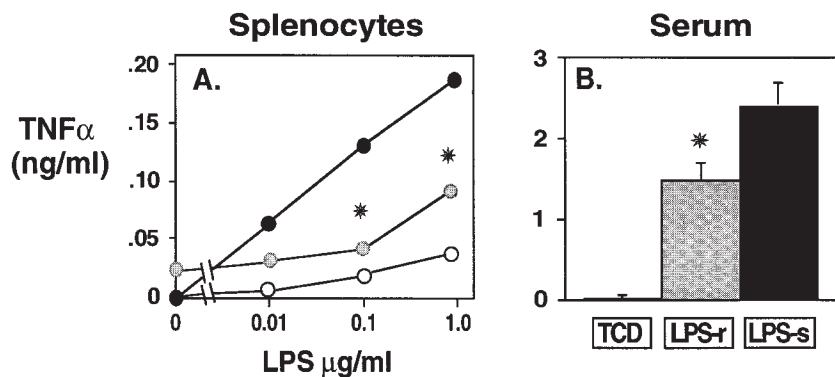 Splenocytes
Serum
TNFα
(ng/ml)
A.
.20
.15
.10
.05
0
0
0.01
0.1
1.0
LPS μg/ml
B.
3
2
1
0
*
*
*
TCD
LPS-r
LPS-s